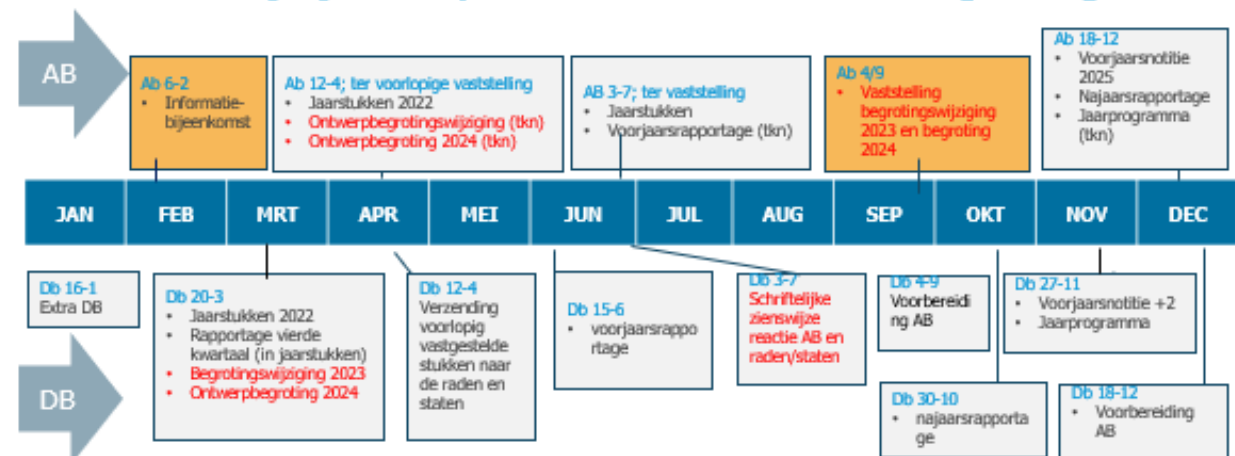 AB
Ab 6-2
• Informatie-
bijeenkomst
Ab 12-4; ter voorlopige vaststelling
• Jaarstukken 2022
• Ontwerpbegrotingswijziging (tkn)
• Ontwerpbegroting 2024 (tkn)
AB 3-7; ter vaststelling
• Jaarstukken
• Voorjaarsrapportage (tkn)
Ab 4/9
• Vaststelling
begrotingswijziging
2023 en begroting
2024
Ab 18-12
• Voorjaarsnotitie
2025
• Najaarsrapportage
• Jaarprogramma
(tkn)
JAN FEB MRT APR MEI JUN JUL AUG SEP OKT NOV DEC
DB
Db 16-1
Extra DB
Db 20-3
• Jaarstukken 2022
• Rapportage vierde
kwartaal (in jaarstukken)
• Begrotingswijziging 2023
• Ontwerpbegroting 2024
Db 12-4
Verzending
voorlopig
vastgestelde
stukken naar
de raden en
staten
Db 15-6
• voorjaarsrappo
rtage
Db 3-7
Schriftelijke
zienswijze
reactie AB en
raden/staten
Db 4-9
Voorbereidi
ng AB
Db 30-10
• najaarsrapporta
ge
Db 27-11
• Voorjaarsnotitie +2
• Jaarprogramma
Db 18-12
• Voorbereiding
AB